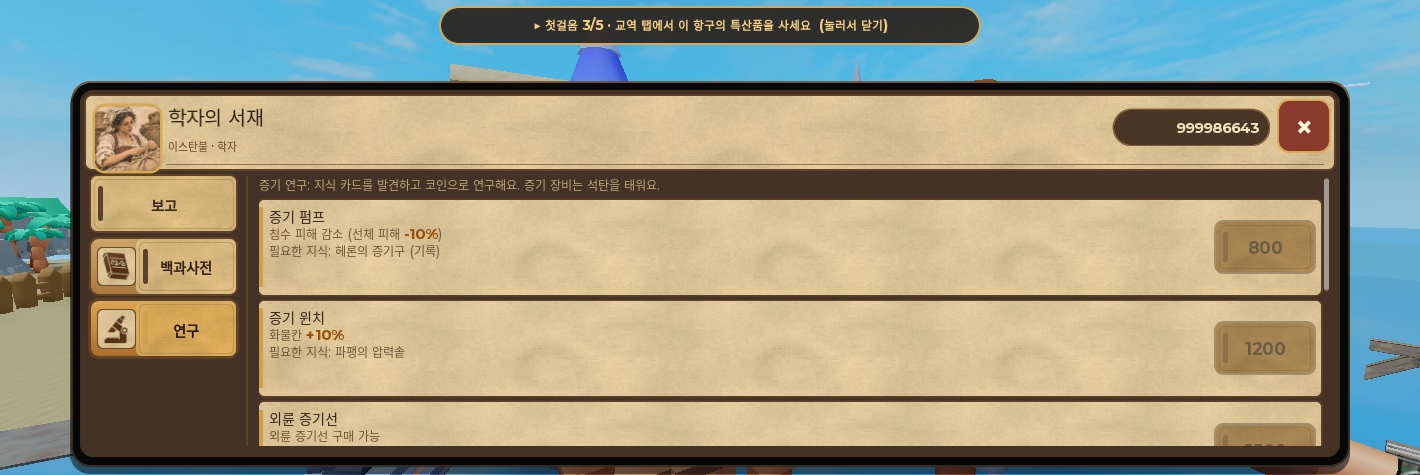 ▸ 첫걸음 3/5 · 교역 탭에서 이 항구의 특산품을 사세요 (눌러서 닫기)
학자의 서재
이스탄불 · 학자
999986643
×
보고
백과사전
연구
증기 연구: 지식 카드를 발견하고 코인으로 연구해요. 증기 장비는 석탄을 태워요.
증기 펌프
침수 피해 감소 (선체 피해 -10%)
필요한 지식: 헤론의 증기구 (기록)
800
증기 윈치
화물칸 +10%
필요한 지식: 파팽의 압력솥
1200
외륜 증기선
외륜 증기선 구매 가능